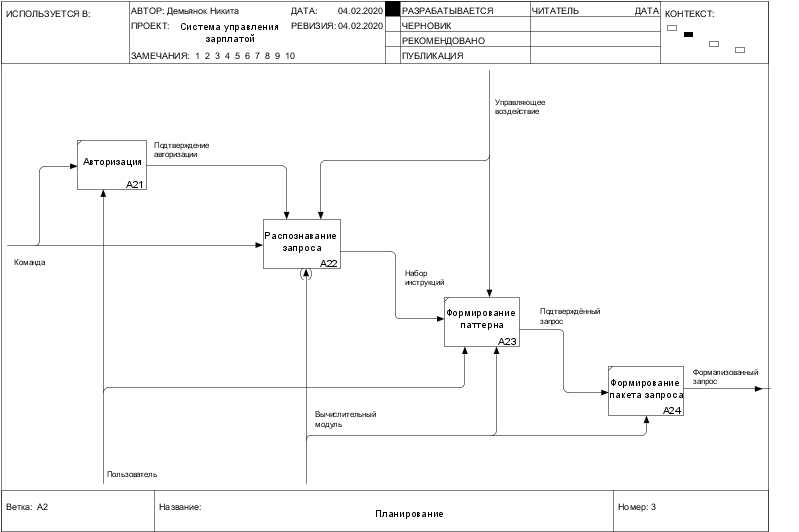 ИСПОЛЬЗУЕТСЯ В:
АВТОР: Демьянок Никита
ДАТА: 04.02.2020
ПРОЕКТ: Система управления
зарплатой
РЕВИЗИЯ: 04.02.2020
ЗАМЕЧАНИЯ: 1 2 3 4 5 6 7 8 9 10
РАЗРАБАТЫВАЕТСЯ
ЧЕРНОВИК
РЕКОМЕНДОВАНО
ПУБЛИКАЦИЯ
ЧИТАТЕЛЬ ДАТА
КОНТЕКСТ:
Управляющее
воздействие
Подтверждение
авторизации
Авторизация
A21
Распознавание
запроса
A22
Команда
Набор
инструкций
Формирование
паттерна
A23
Подтверждённый
запрос
Формирование
пакета запроса
A24
Формализованный
запрос
Вычислительный
модуль
Пользователь
Ветка: A2
Название:
Планирование
Номер: 3